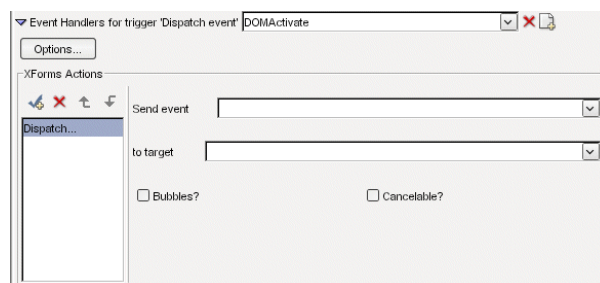 Event Handlers for trigger 'Dispatch event' DOMActivate
Options...
XForms Actions
Send event
Dispatch...
to target
Bubbles? Cancelable?